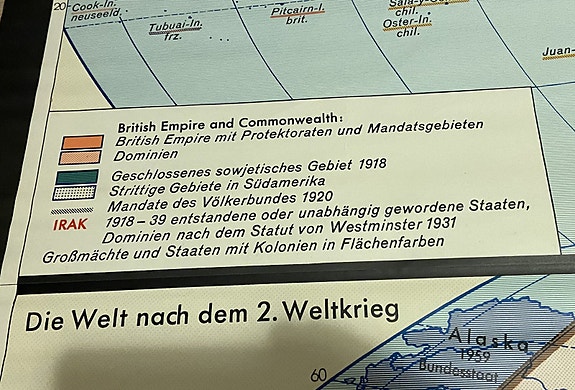 20
Cook-In.
neuseeld.
Tubuai-In.
frz.
Pitcairn-I.
brit.
chil.
Oster-In.
chil.
Juan-
British Empire and Commonwealth:
British Empire mit Protektoraten und Mandatsgebieten
Dominien
Geschlossenes sowjetisches Gebiet 1918
Strittige Gebiete in Südamerika
Mandate des Völkerbundes 1920
IRAK 1918 – 39 entstandene oder unabhängig gewordene Staaten,
Dominien nach dem Statut von Westminster 1931
Großmächte und Staaten mit Kolonien in Flächenfarben
Die Welt nach dem 2. Weltkrieg
60
Alaska
1959
Bundesstaat